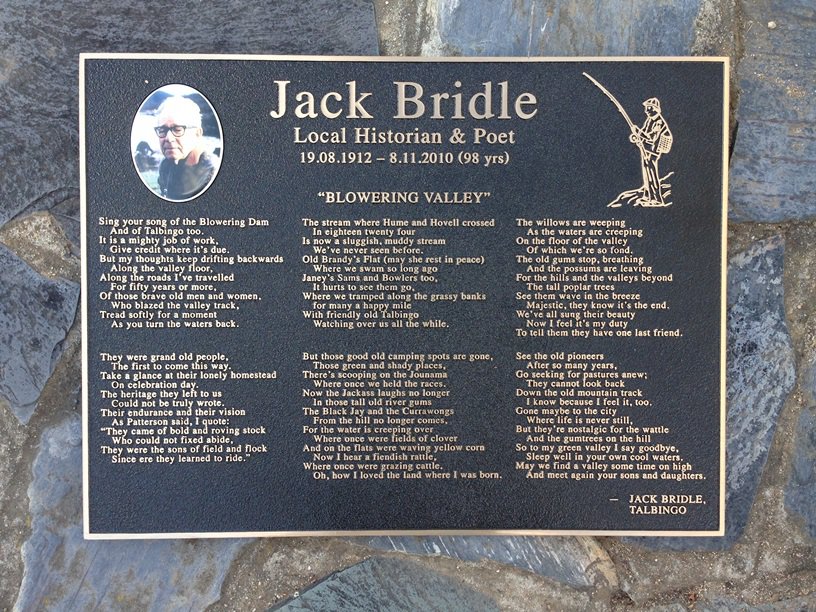 Jack Bridle
Local Historian & Poet
19.08.1912 – 8.11.2010 (98 yrs)
"BLOWERING VALLEY"
Sing your song of the Blowering Dam
And of Talbingo too.
It is a mighty job of work,
Give credit where it's due.
But my thoughts keep drifting backwards
Along the valley floor,
Along the roads I've travelled
For fifty years or more,
Of those brave old men and women,
Who blazed the valley track,
Tread softly for a moment
As you turn the waters back.
They were grand old people,
The first to come this way.
Take a glance at their lonely homestead
On celebration day.
The heritage they left to us
Could not be truly wrote.
Their endurance and their vision
As Patterson said, I quote:
"They came of bold and roving stock
Who could not fixed abide,
They were the sons of field and flock
Since ere they learned to ride."
The stream where Hume and Hovell crossed
In eighteen twenty four
Is now a sluggish, muddy stream
We've never seen before.
Old Brandy's Flat (may she rest in peace)
Where we swam so long ago
Janey's Sams and Bowlers too,
It hurts to see them go,
Where we tramped along the grassy banks
for many a happy mile
With friendly old Talbingo
Watching over us all the while.
But those good old camping spots are gone,
Those green and shady places,
There's scooping on the Jounama
Where once we held the races.
Now the Jackass laughs no longer
In those tall old river gums
The Black Jay and the Currawongs
From the hill no longer comes,
For the water is creeping over
Where once were fields of clover
And on the flats were waving yellow corn
Now I hear a fiendish rattle,
Where once were grazing cattle.
Oh, how I loved the land where I was born.
The willows are weeping
As the waters are creeping
On the floor of the valley
Of which we're so fond.
The old gums stop, breathing
And the possums are leaving
For the hills and the valleys beyond
The tall poplar trees
See them wave in the breeze
Majestic, they know it's the end.
We've all sung their beauty
Now I feel it's my duty
To tell them they have one last friend.
See the old pioneers
After so many years,
Go seeking for pastures anew;
They cannot look back
Down the old mountain track
I know because I feel it, too.
Gone maybe to the city
Where life is never still,
But they're nostalgic for the wattle
And the gumtrees on the hill
So to my green valley I say goodbye,
Sleep well in your own cool waters,
May we find a valley some time on high
And meet again your sons and daughters.
– JACK BRIDLE,
TALBINGO